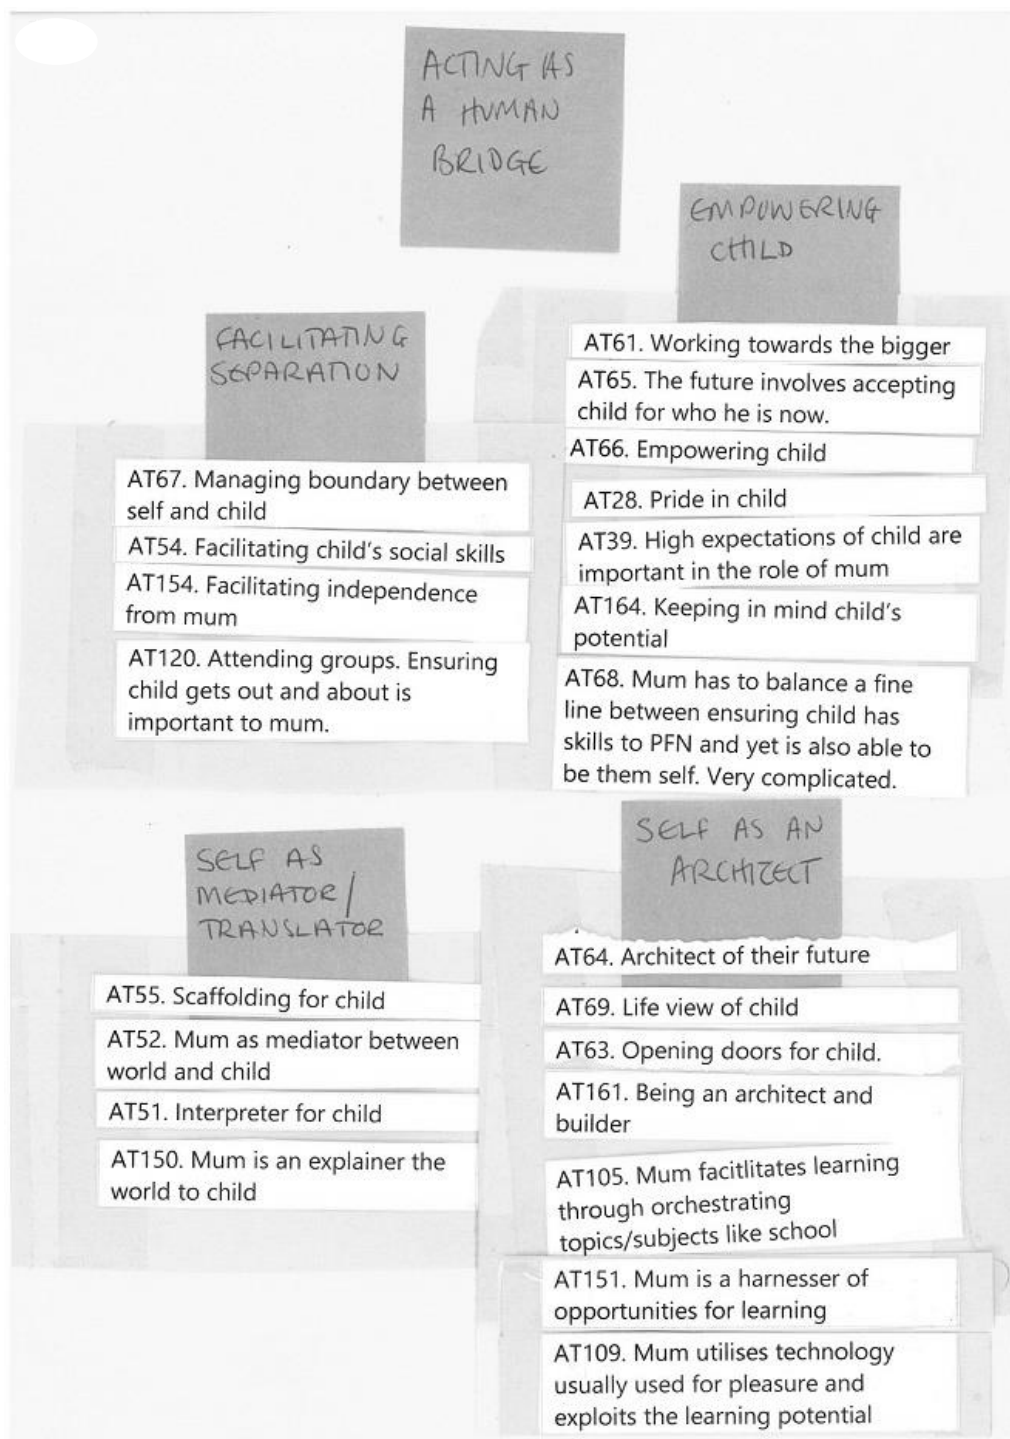 ACTING AS
A HUMAN
BRIDGE
EMPOWERING
CHILD
AT61. Working towards the bigger
AT65. The future involves accepting
child for who he is now.
AT66. Empowering child
AT28. Pride in child
AT39. High expectations of child are
important in the role of mum
AT164. Keeping in mind child's
potential
AT68. Mum has to balance a fine
line between ensuring child has
skills to PFN and yet is also able to
be them self. Very complicated.
FACILITATING
SEPARATION
AT67. Managing boundary between
self and child
AT54. Facilitating child's social skills
AT154. Facilitating independence
from mum
AT120. Attending groups. Ensuring
child gets out and about is
important to mum.
SELF AS
MEDIATOR/
TRANSLATOR
AT55. Scaffolding for child
AT52. Mum as mediator between
world and child
AT51. Interpreter for child
AT150. Mum is an explainer the
world to child
SELF AS AN
ARCHITECT
AT64. Architect of their future
AT69. Life view of child
AT63. Opening doors for child.
AT161. Being an architect and
builder
AT105. Mum facitlitates learning
through orchestrating
topics/subjects like school
AT151. Mum is a harnesser of
opportunities for learning
AT109. Mum utilises technology
usually used for pleasure and
exploits the learning potential